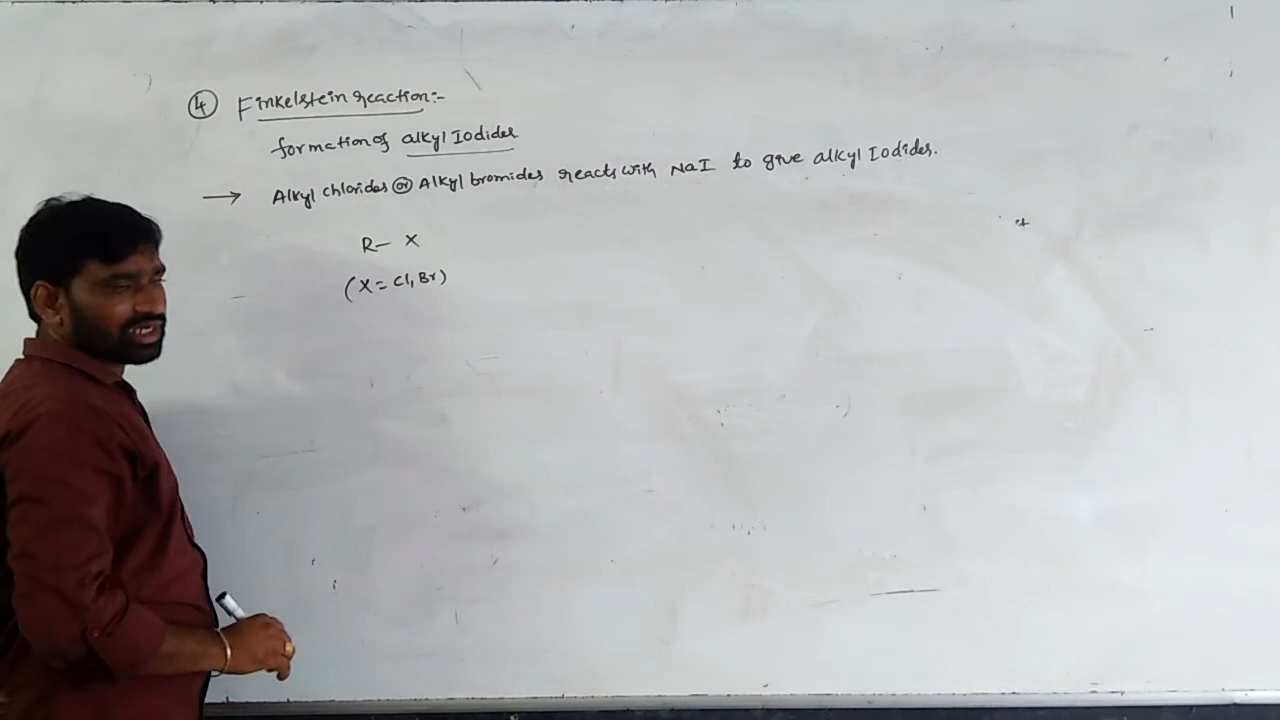 ④ Finkelstein reaction:-
formation of alkyl Iodides
→ Alkyl chlorides or Alkyl bromides reacts with NaI to give alkyl Iodides.
R- X
(X = Cl, Br)